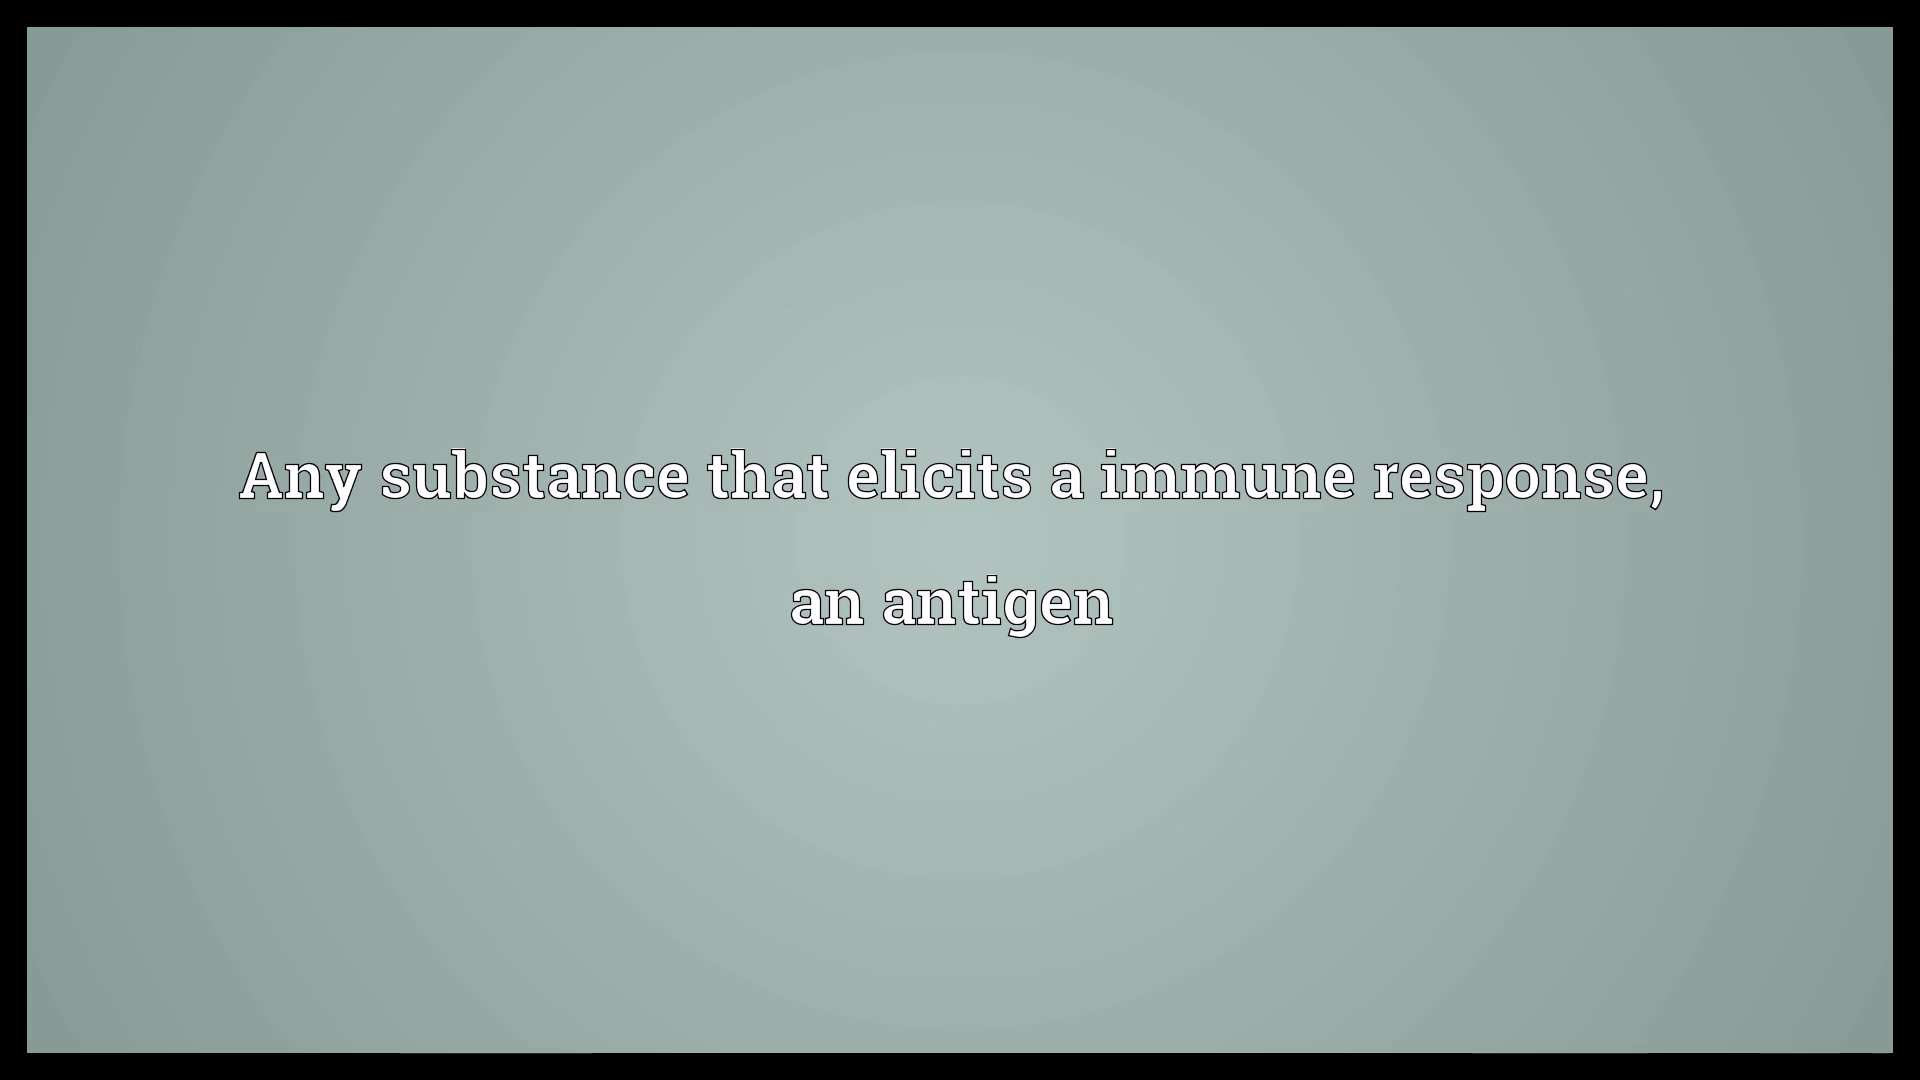 Any substance that elicits a immune response,
an antigen